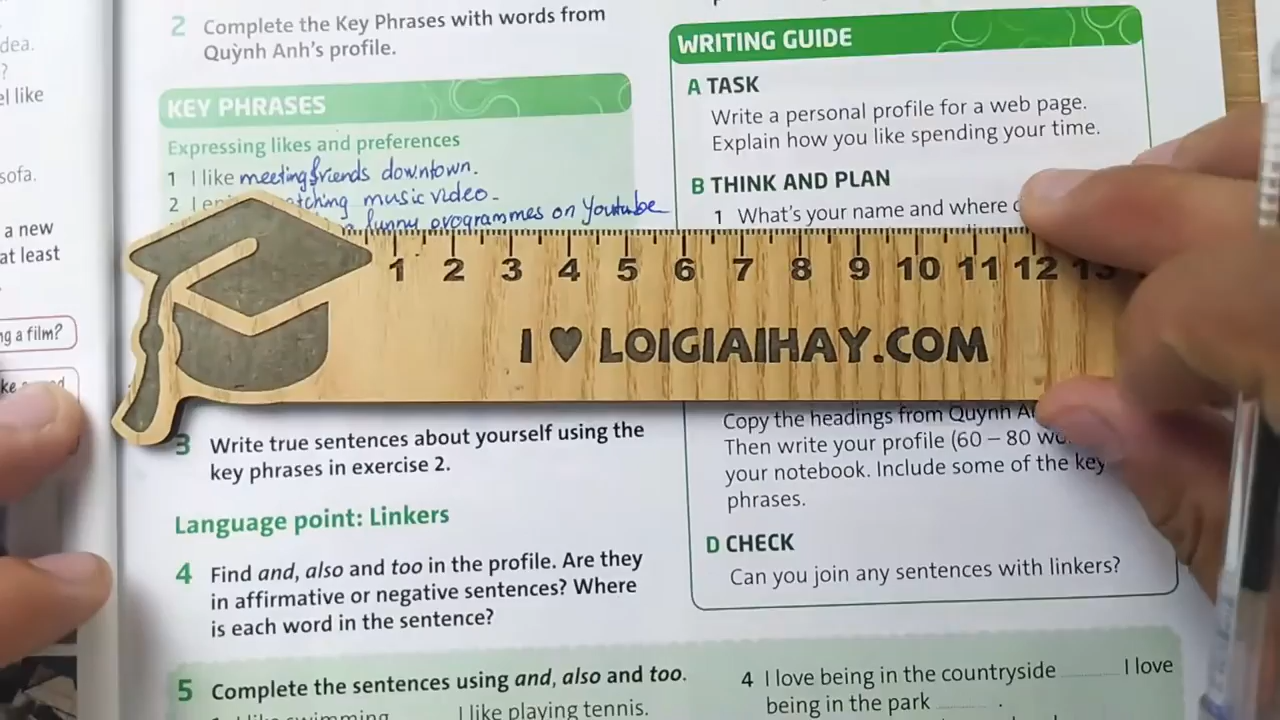 dea.
?
el like
sofa.
a new
at least
ng a film?
ke
2 Complete the Key Phrases with words from
Quỳnh Anh's profile.
KEY PHRASES
Expressing likes and preferences
1 I like meeting friends downtown.
2 I music video.
funny programmes on Youtube
1 2 3 4 5 6 7 8 9 10 11 12 13
I ♥ LOIGIAIHAY.COM
3 Write true sentences about yourself using the
key phrases in exercise 2.
Language point: Linkers
4 Find and, also and too in the profile. Are they
in affirmative or negative sentences? Where
is each word in the sentence?
5 Complete the sentences using and, also and too.
I like swimming I like playing tennis.
4 I love being in the countryside I love
being in the park .
WRITING GUIDE
A TASK
Write a personal profile for a web page.
Explain how you like spending your time.
B THINK AND PLAN
1 What's your name and where
Copy the headings from Quỳnh
Then write your profile (60 – 80
your notebook. Include some of the key
phrases.
D CHECK
Can you join any sentences with linkers?